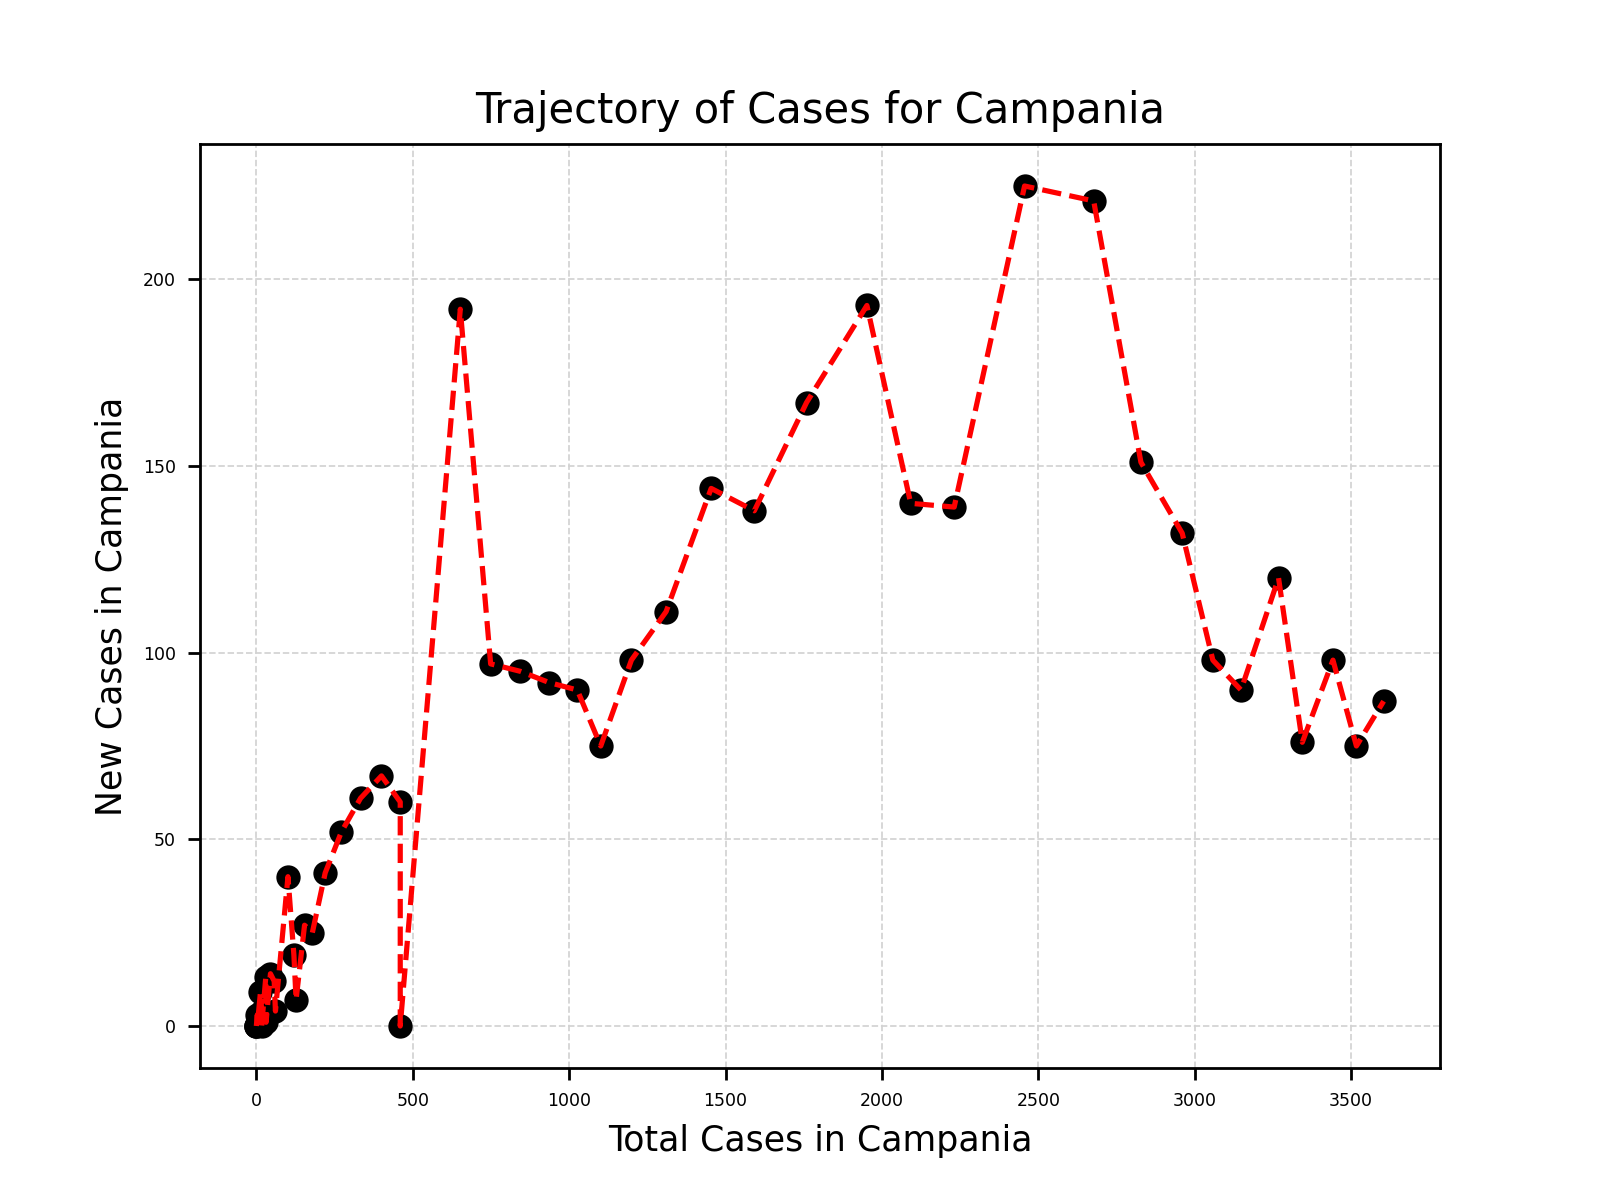 Trajectory of Cases for Campania
New Cases in Campania
200
150
100
50
0
0 500 1000 1500 2000 2500 3000 3500
Total Cases in Campania